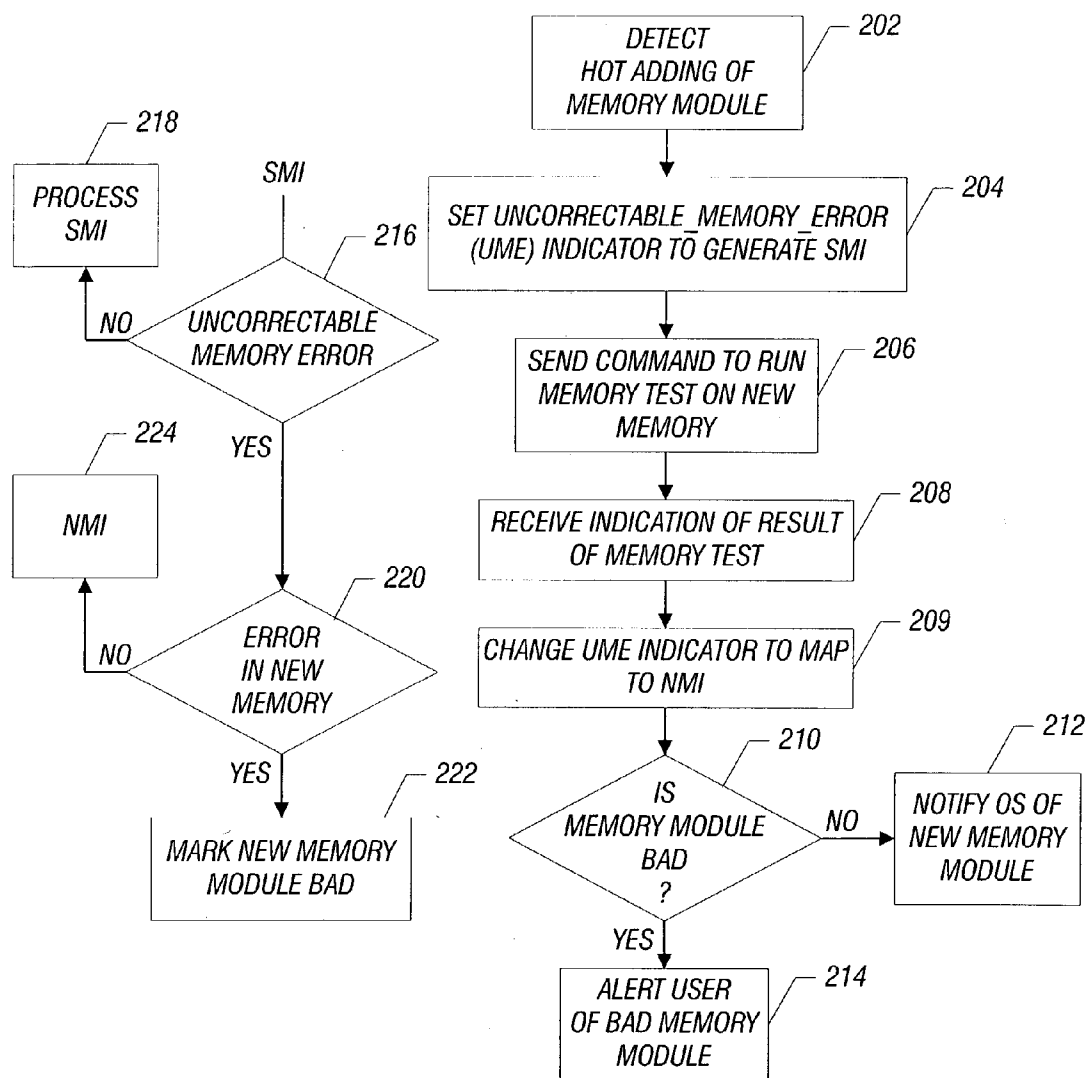 202
DETECT
HOT ADDING OF
MEMORY MODULE
204
SET UNCORRECTABLE_MEMORY_ERROR
(UME) INDICATOR TO GENERATE SMI
206
SEND COMMAND TO RUN
MEMORY TEST ON NEW
MEMORY
208
RECEIVE INDICATION OF RESULT
OF MEMORY TEST
209
CHANGE UME INDICATOR TO MAP
TO NMI
210
IS
MEMORY MODULE
BAD
?
NO
212
NOTIFY OS OF
NEW MEMORY
MODULE
YES
214
ALERT USER
OF BAD MEMORY
MODULE
SMI
216
UNCORRECTABLE
MEMORY ERROR
NO
218
PROCESS
SMI
YES
220
ERROR
IN NEW
MEMORY
NO
224
NMI
YES
222
MARK NEW MEMORY
MODULE BAD